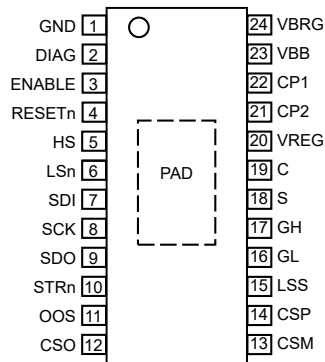 GND 1 24 VBRG
DIAG 2 23 VBB
ENABLE 3 22 CP1
RESETn 4 21 CP2
HS 5 20 VREG
LSn 6 PAD 19 C
SDI 7 18 S
SCK 8 17 GH
SDO 9 16 GL
STRn 10 15 LSS
OOS 11 14 CSP
CSO 12 13 CSM